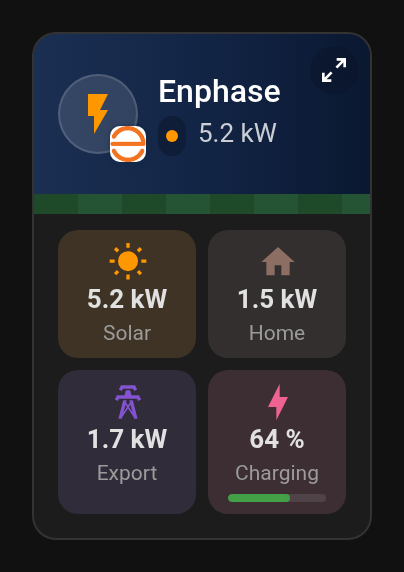 Enphase
5.2 kW
5.2 kW
Solar
1.5 kW
Home
1.7 kW
Export
64 %
Charging